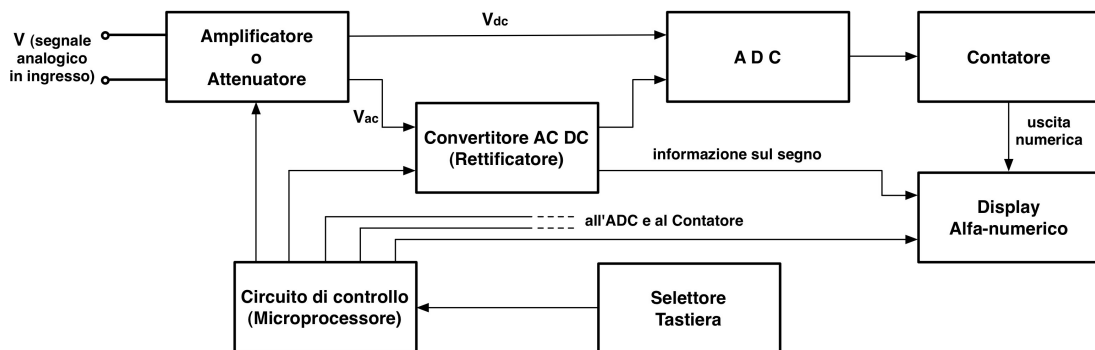 V (segnale
analogico
in ingresso)
Amplificatore
o
Attenuatore
Vdc
Vac
A D C
Contatore
Convertitore AC DC
(Rettificatore)
informazione sul segno
uscita
numerica
all'ADC e al Contatore
Display
Alfa-numerico
Circuito di controllo
(Microprocessore)
Selettore
Tastiera